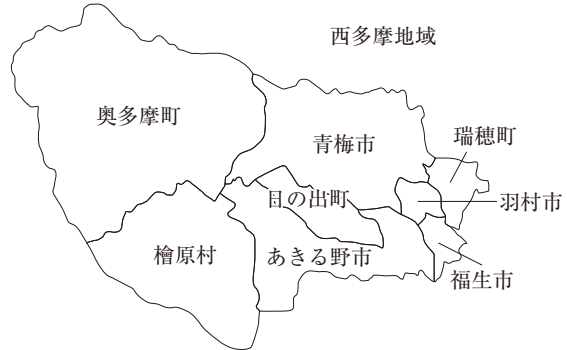 西多摩地域
奥多摩町
青梅市
瑞穂町
日の出町
羽村市
檜原村
あきる野市
福生市